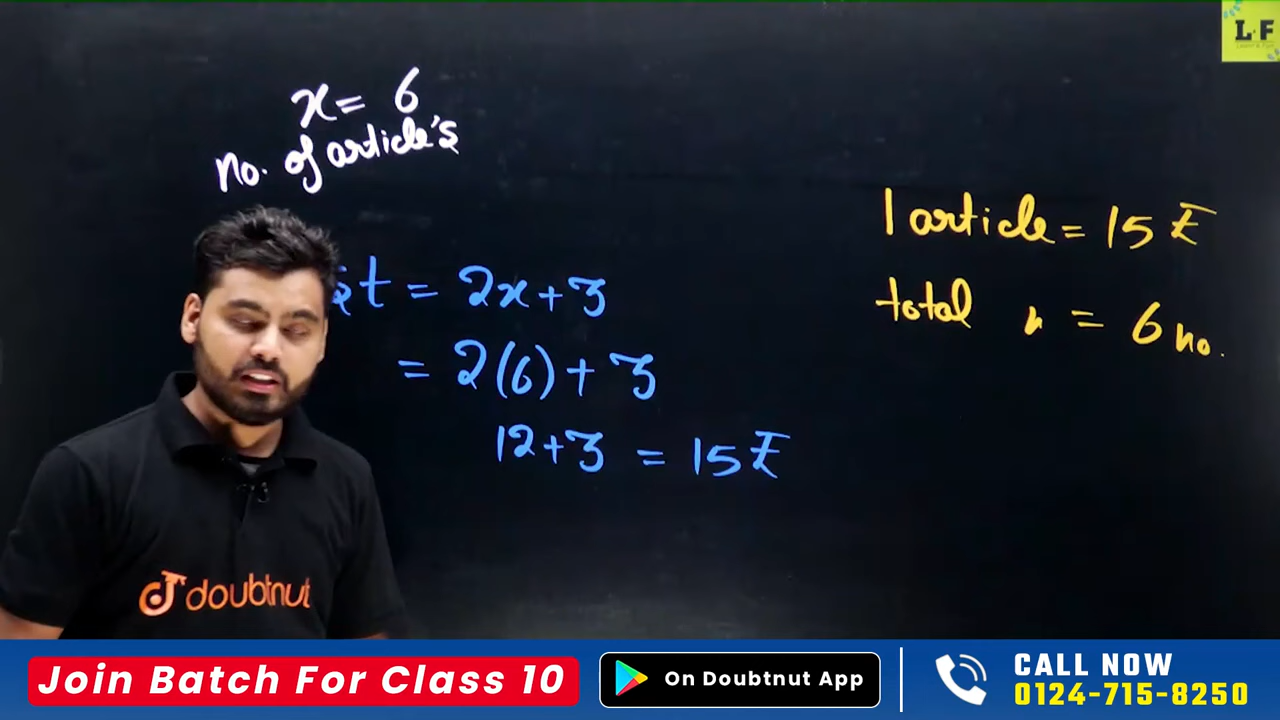 L F
x = 6
No. of article's
1 article = 15 ₹
st = 2x+3
total n = 6 no.
= 2(6) + 3
12+3 = 15 ₹
doubtnut
Join Batch For Class 10
On Doubtnut App
CALL NOW
0124-715-8250